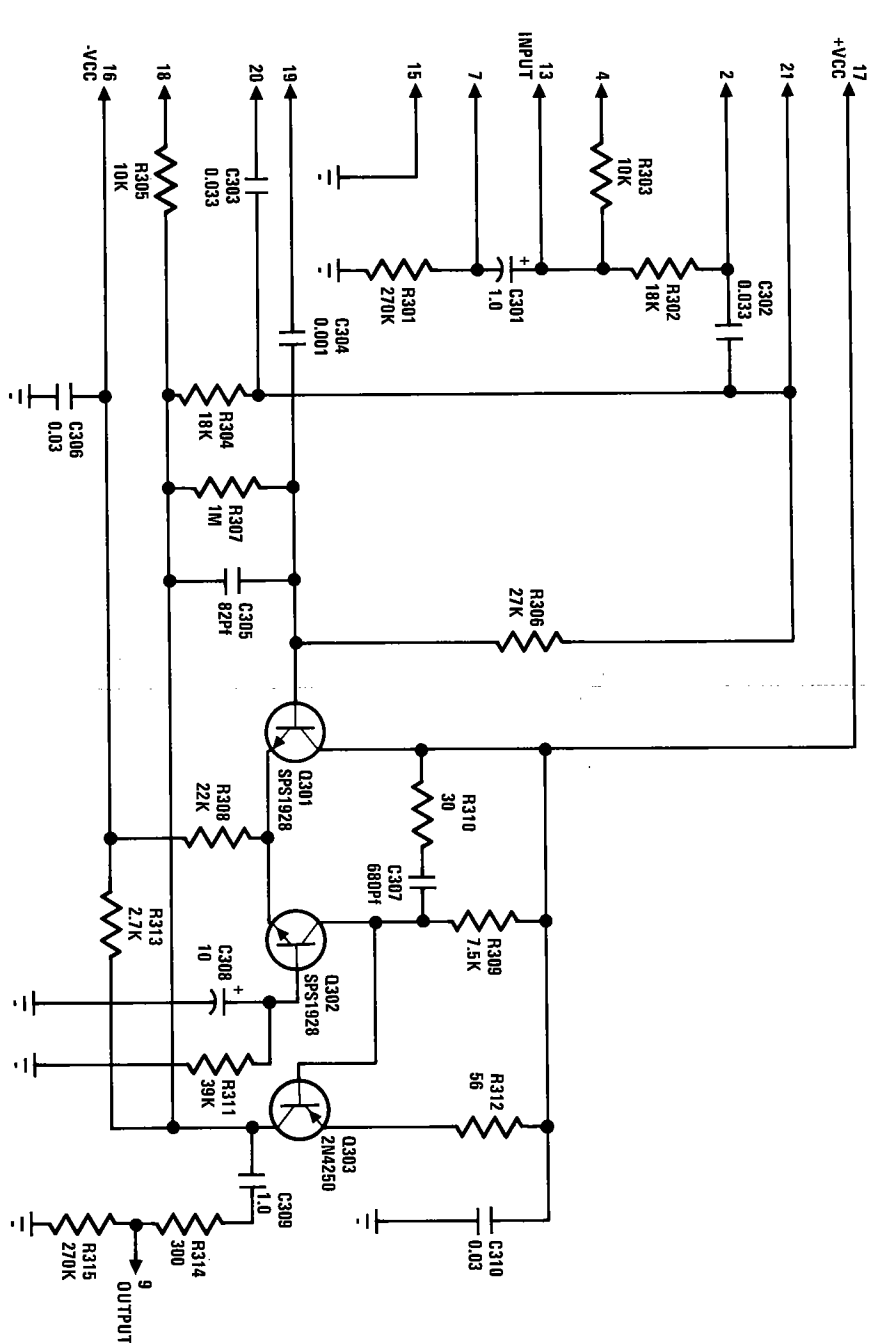 17
+VCC
21
2
4
13
INPUT
7
15
19
20
18
16
-VCC
C302
0.033
R303
10K
R302
18K
+
C301
1.0
R301
270K
C303
0.033
R305
10K
C304
0.001
R304
18K
C306
0.03
R307
1M
C305
82Pf
R306
27K
Q301
SPS1928
R308
22K
R310
30
C307
680Pf
R309
7.5K
R313
2.7K
Q302
SPS1928
+
C308
10
R311
39K
R312
56
Q303
2N4250
C310
0.03
C309
1.0
R314
300
R315
270K
9
OUTPUT